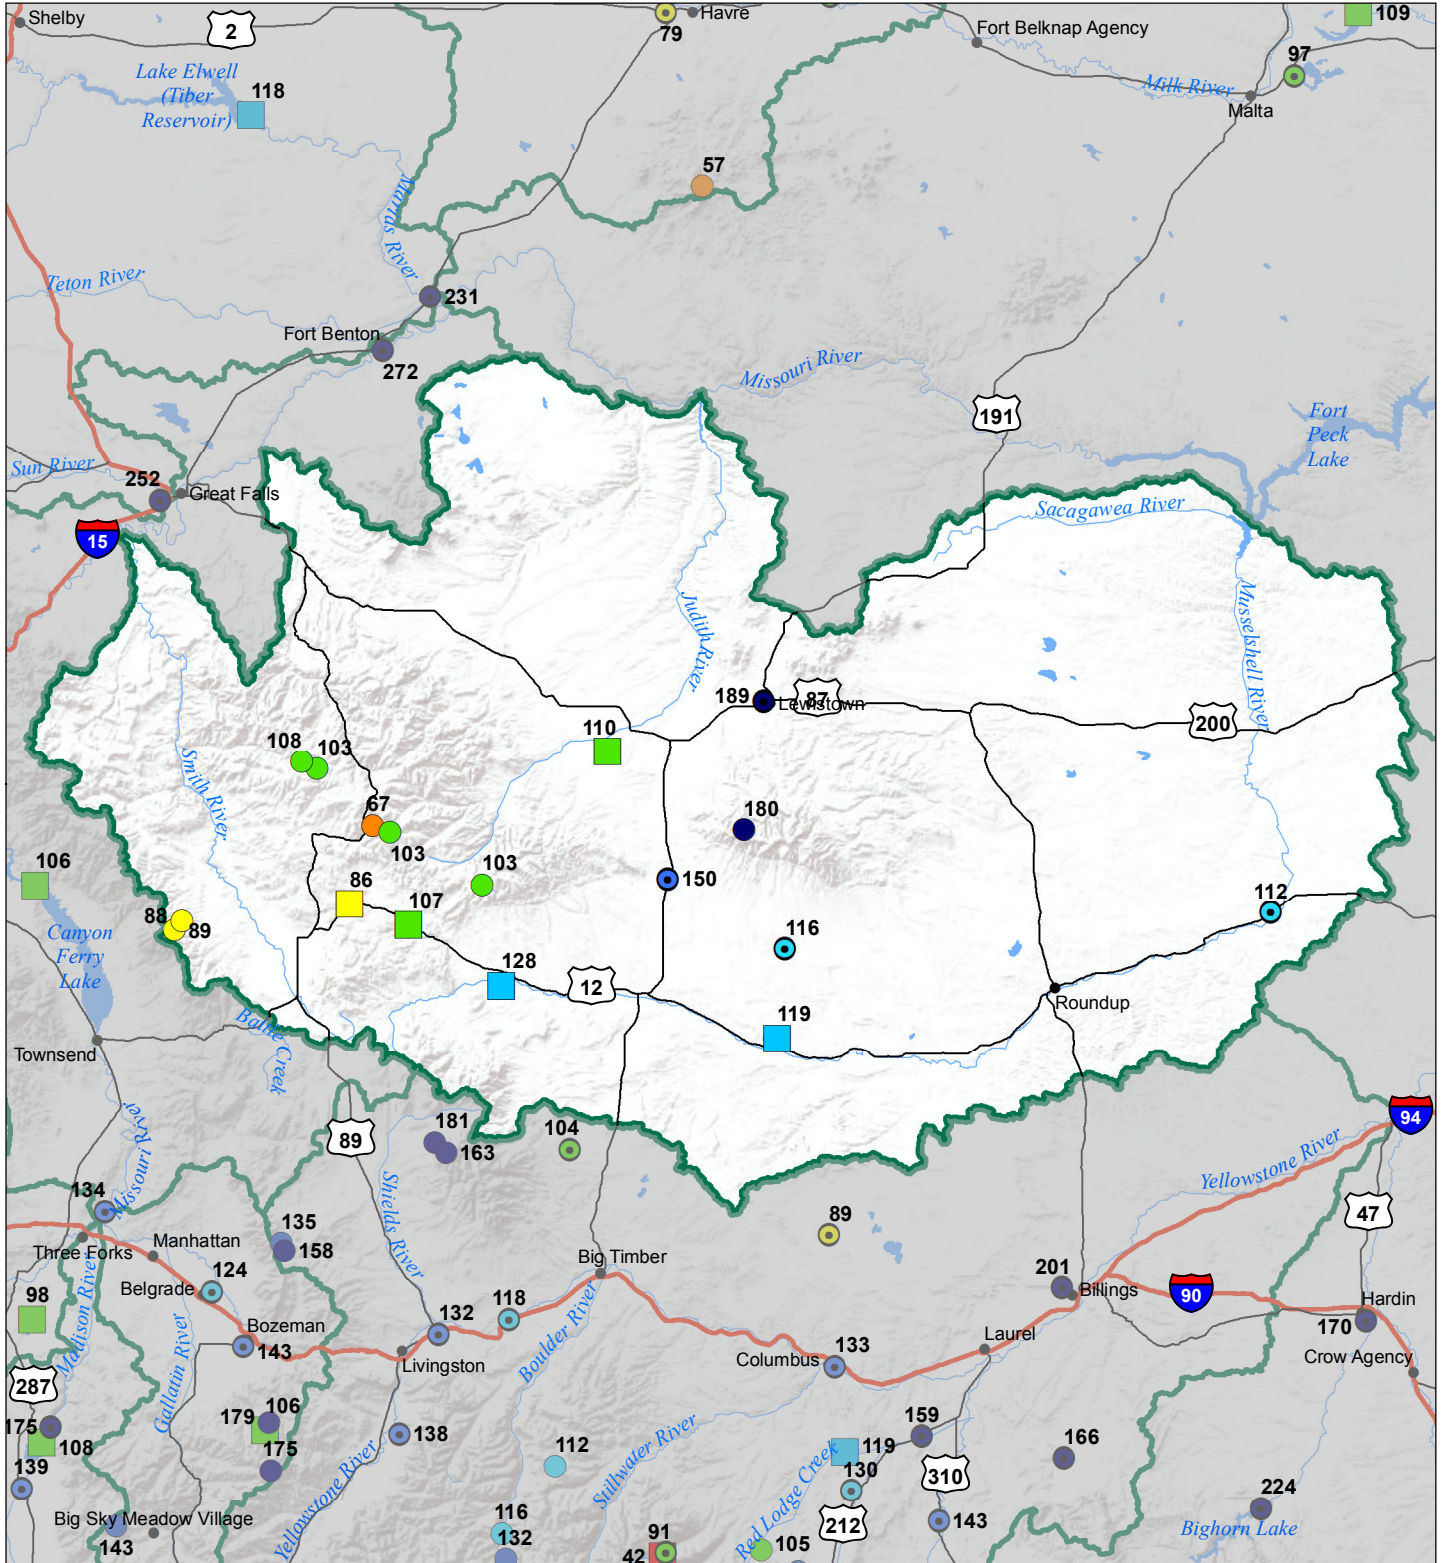 Shelby
2
79
Havre
Fort Belknap Agency
109
97
Lake Elwell
(Tiber
Reservoir)
118
Milk River
Malta
57
Marias River
Teton River
231
Fort Benton
272
Missouri River
191
Fort
Peck
Lake
Sun River
252
Great Falls
15
Sacagawea River
Musselshell River
Judith River
189
87
Lewistown
200
110
108
103
Smith River
67
103
180
106
86
103
150
107
112
88
89
Canyon
Ferry
Lake
116
128
12
Roundup
119
Battle Creek
Townsend
Missouri River
89
181
163
104
94
Yellowstone River
134
Shields River
47
135
158
89
Three Forks
Manhattan
Big Timber
Madison River
Belgrade
124
201
Billings
90
98
118
132
Hardin
170
Bozeman
143
Boulder River
Laurel
Gallatin River
Livingston
Columbus
133
Crow Agency
287
175
108
179
106
138
159
175
112
Stillwater River
119
166
139
Yellowstone River
130
310
Red Lodge Creek
224
Big Sky Meadow Village
143
116
132
212
143
Bighorn Lake
91
42
105